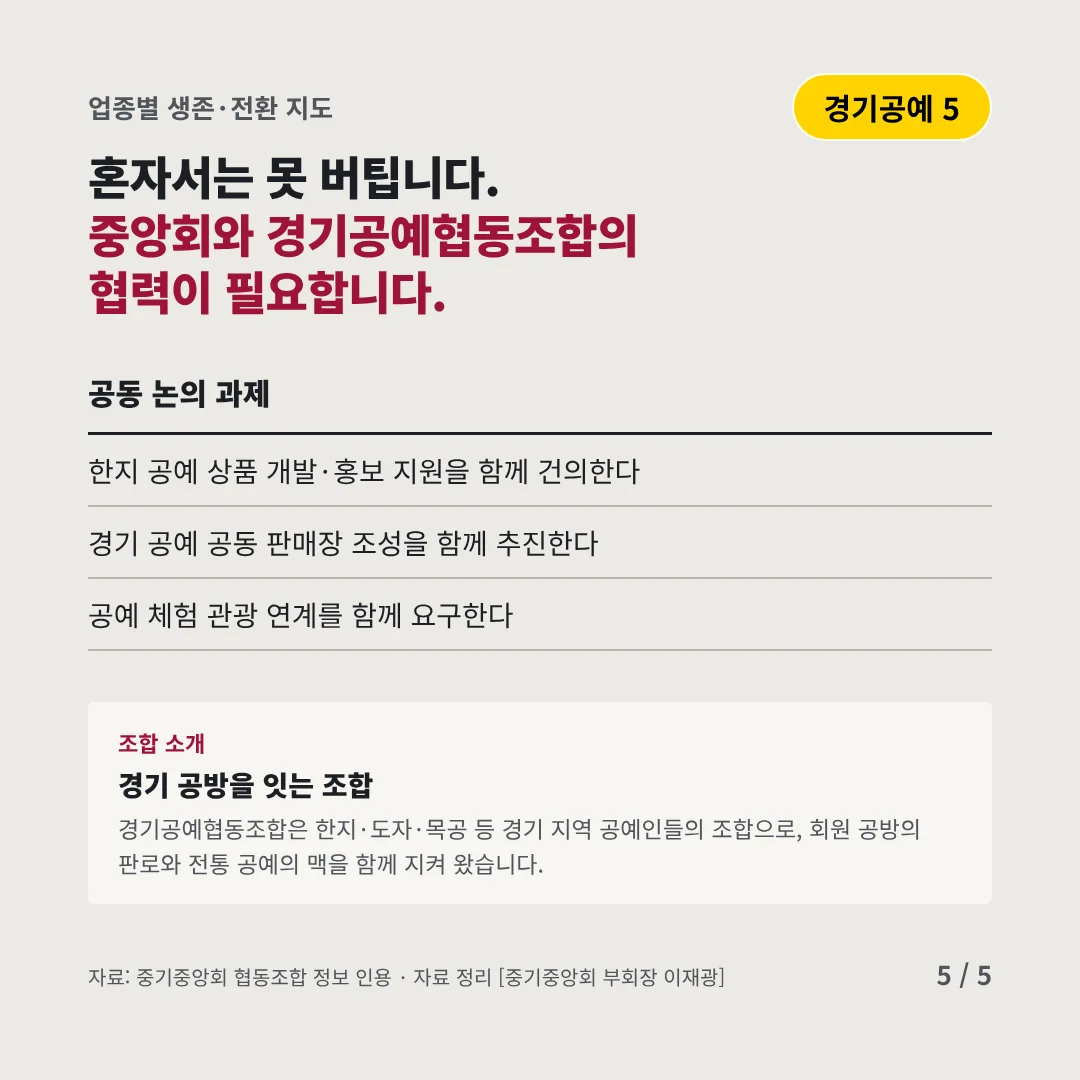 업종별 생존·전환 지도
경기공예 5
혼자서는 못 버팁니다.
중앙회와 경기공예협동조합의
협력이 필요합니다.
공동 논의 과제
한지 공예 상품 개발·홍보 지원을 함께 건의한다
경기 공예 공동 판매장 조성을 함께 추진한다
공예 체험 관광 연계를 함께 요구한다
조합 소개
경기 공방을 잇는 조합
경기공예협동조합은 한지·도자·목공 등 경기 지역 공예인들의 조합으로, 회원 공방의
판로와 전통 공예의 맥을 함께 지켜 왔습니다.
자료: 중기중앙회 협동조합 정보 인용 · 자료 정리 [중기중앙회 부회장 이재광]
5 / 5